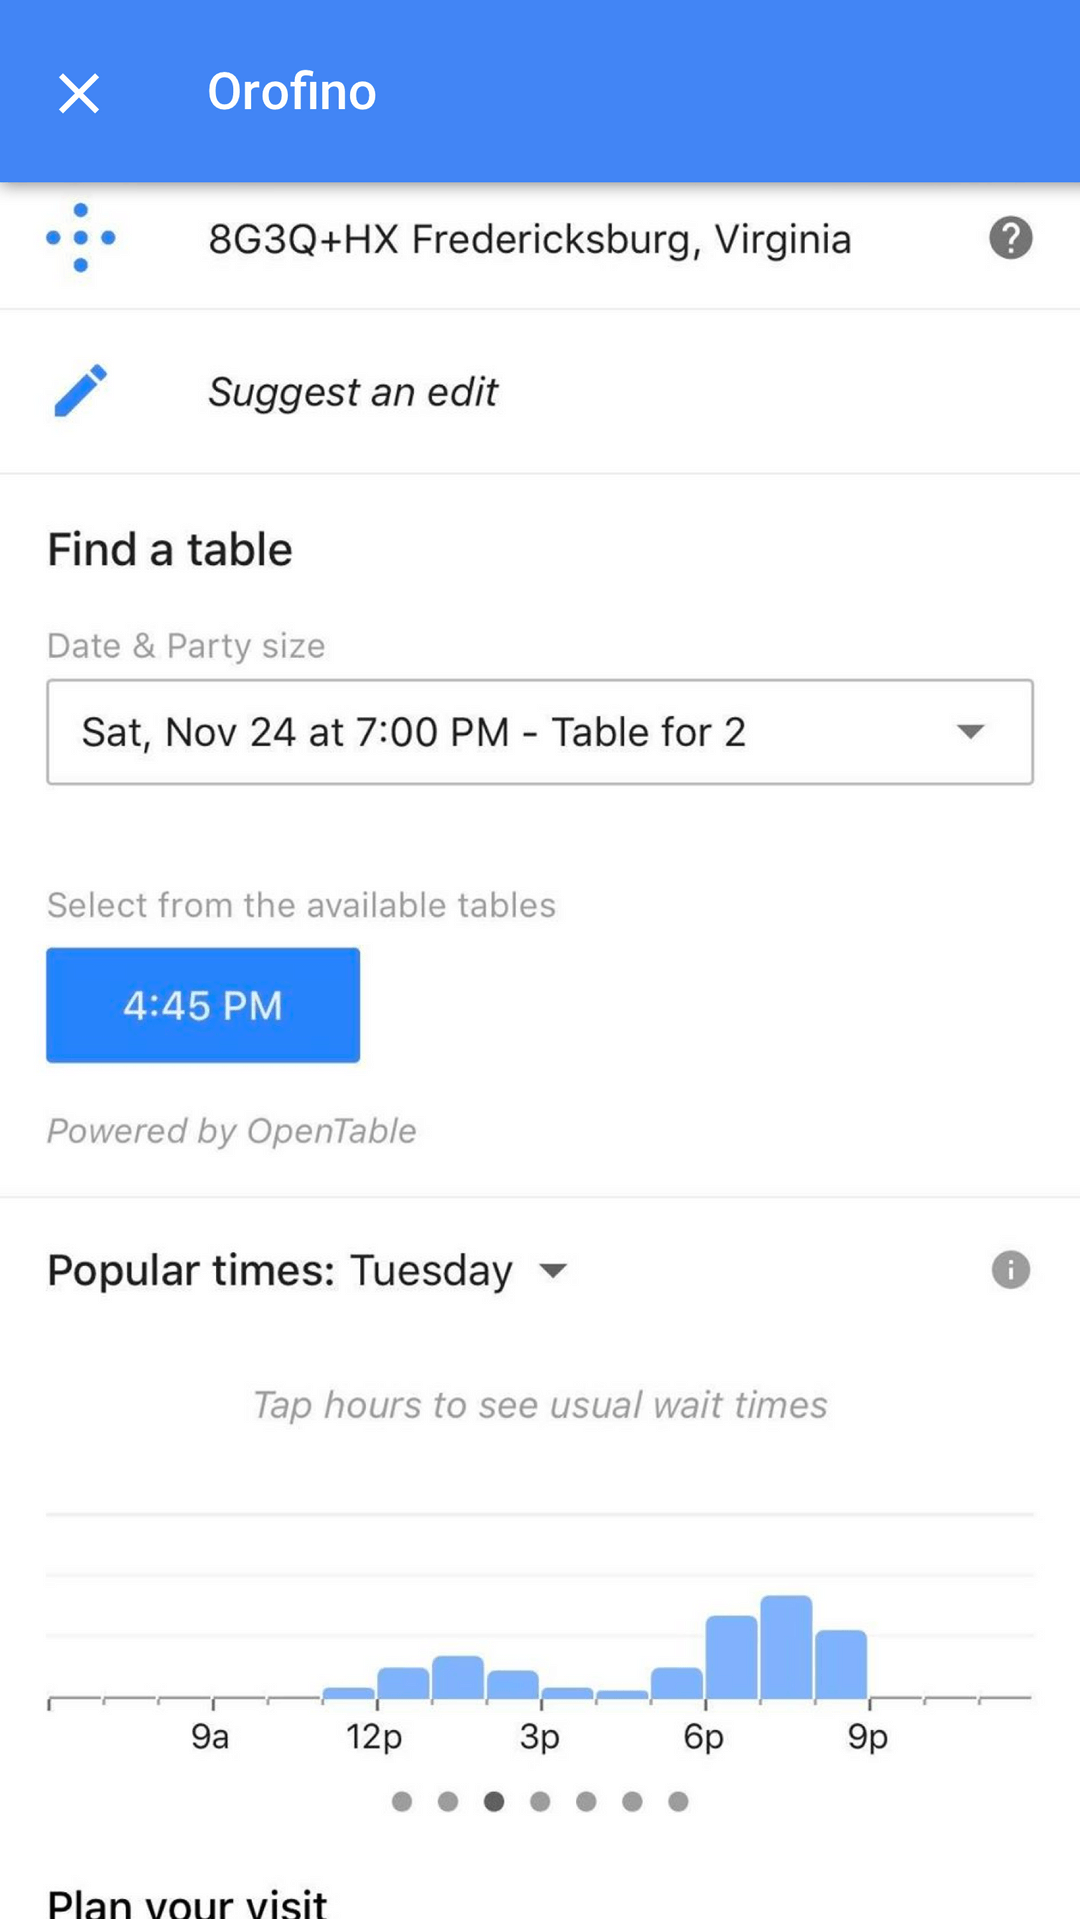 Orofino
8G3Q+HX Fredericksburg, Virginia
Suggest an edit
Find a table
Date & Party size
Sat, Nov 24 at 7:00 PM - Table for 2
Select from the available tables
4:45 PM
Powered by OpenTable
Popular times: Tuesday
Tap hours to see usual wait times
9a 12p 3p 6p 9p
Plan your visit